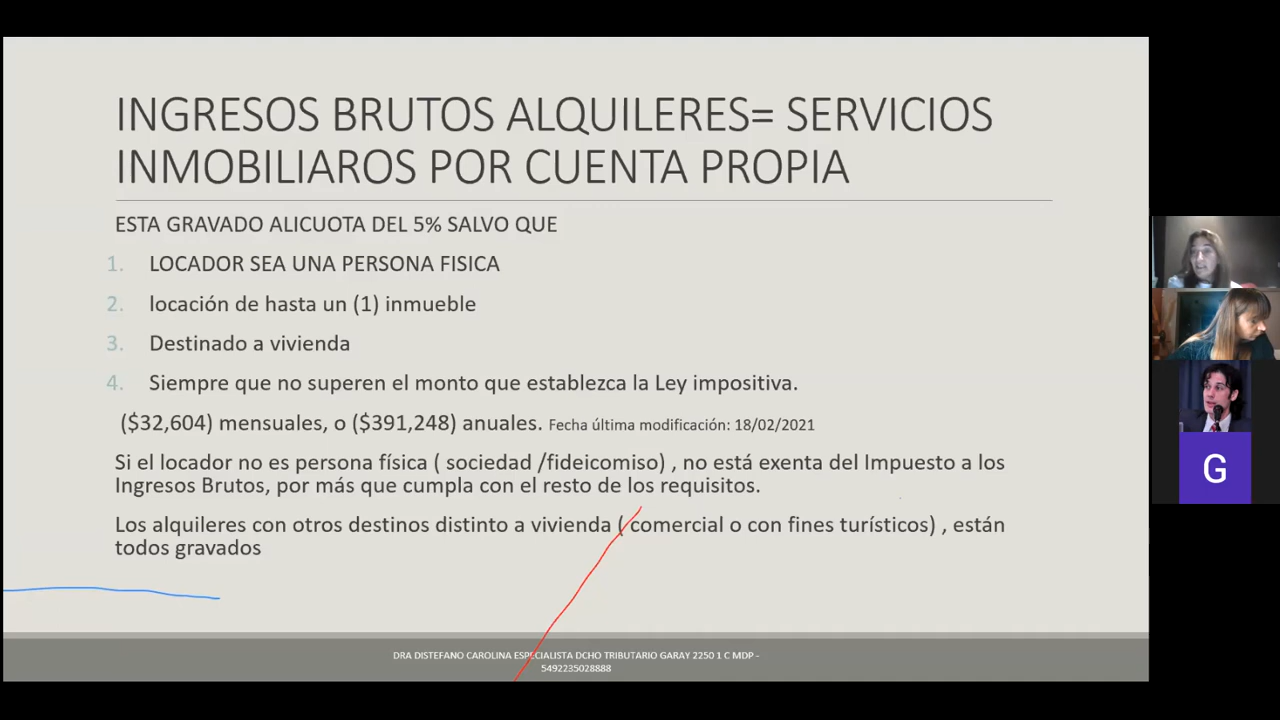 INGRESOS BRUTOS ALQUILERES= SERVICIOS
INMOBILIAROS POR CUENTA PROPIA
ESTA GRAVADO ALICUOTA DEL 5% SALVO QUE
1. LOCADOR SEA UNA PERSONA FISICA
2. locación de hasta un (1) inmueble
3. Destinado a vivienda
4. Siempre que no superen el monto que establezca la Ley impositiva.
($32,604) mensuales, o ($391,248) anuales. Fecha última modificación: 18/02/2021
Si el locador no es persona física ( sociedad /fideicomiso) , no está exenta del Impuesto a los
Ingresos Brutos, por más que cumpla con el resto de los requisitos.
Los alquileres con otros destinos distinto a vivienda ( comercial o con fines turísticos) , están
todos gravados
DRA DISTEFANO CAROLINA ESPECIALISTA DCHO TRIBUTARIO GARAY 2250 1 C MDP -
5492235028888
G